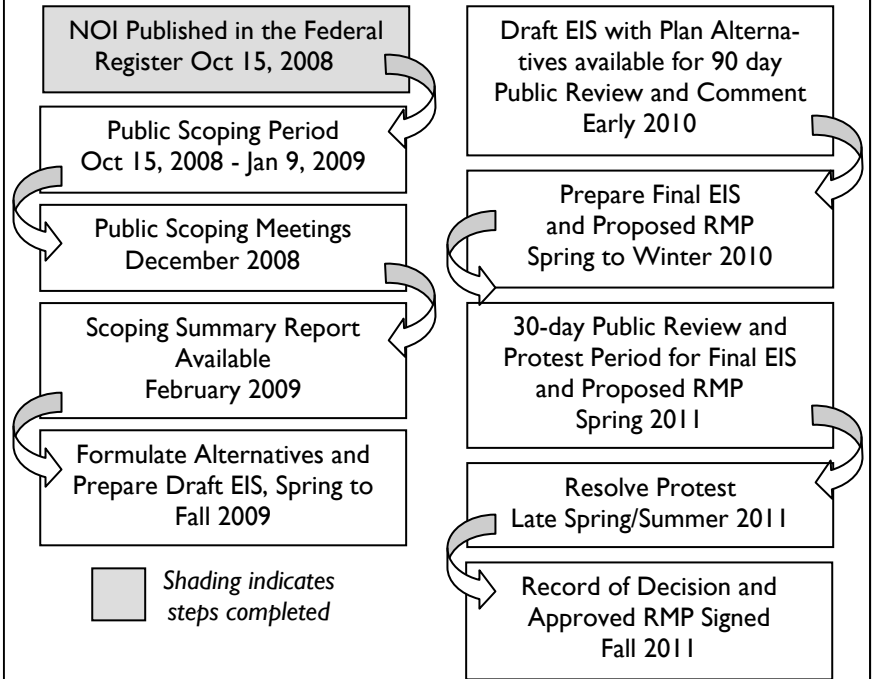 NOI Published in the Federal
Register Oct 15, 2008
Public Scoping Period
Oct 15, 2008 - Jan 9, 2009
Public Scoping Meetings
December 2008
Scoping Summary Report
Available
February 2009
Formulate Alternatives and
Prepare Draft EIS, Spring to
Fall 2009
Shading indicates
steps completed
Draft EIS with Plan Alterna-
tives available for 90 day
Public Review and Comment
Early 2010
Prepare Final EIS
and Proposed RMP
Spring to Winter 2010
30-day Public Review and
Protest Period for Final EIS
and Proposed RMP
Spring 2011
Resolve Protest
Late Spring/Summer 2011
Record of Decision and
Approved RMP Signed
Fall 2011